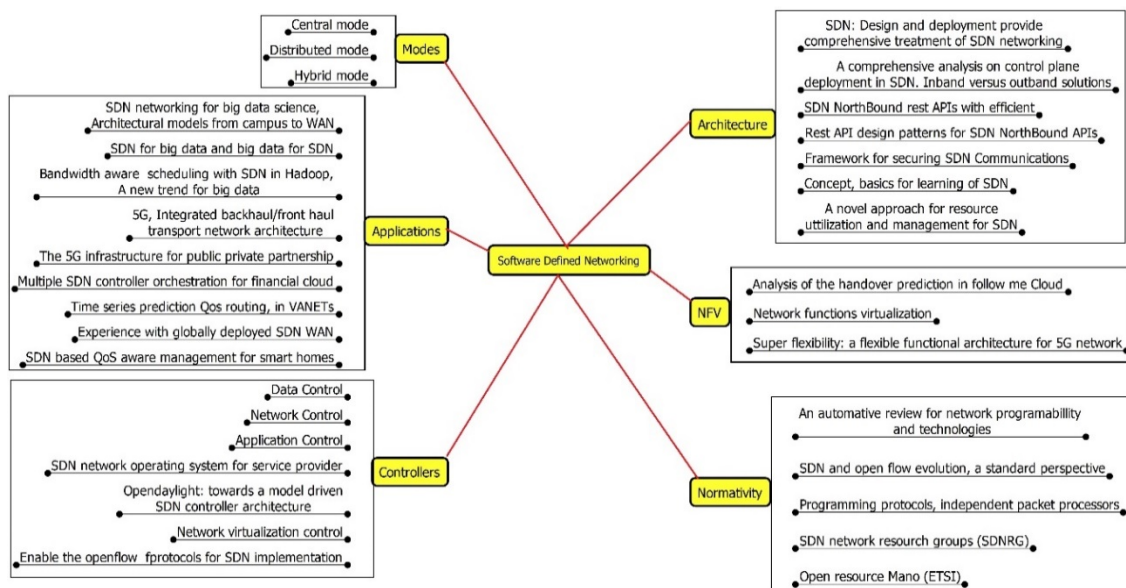 Central mode
Distributed mode
Hybrid mode
Modes
SDN networking for big data science,
Architectural models from campus to WAN
SDN for big data and big data for SDN
Bandwidth aware scheduling with SDN in Hadoop,
A new trend for big data
5G, Integrated backhaul/front haul
transport network architecture
The 5G infrastructure for public private partnership
Multiple SDN controller orchestration for financial cloud
Time series prediction Qos routing, in VANETs
Experience with globally deployed SDN WAN
SDN based QoS aware management for smart homes
Applications
Data Control
Network Control
Application Control
SDN network operating system for service provider
Opendaylight: towards a model driven
SDN controller architecture
Network virtualization control
Enable the openflow fprotocols for SDN implementation
Controllers
Software Defined Networking
Architecture
SDN: Design and deployment provide
comprehensive treatment of SDN networking
A comprehensive analysis on control plane
deployment in SDN. Inband versus outband solutions
SDN NorthBound rest APIs with efficient
Rest API design patterns for SDN NorthBound APIs
Framework for securing SDN Communications
Concept, basics for learning of SDN
A novel approach for resource
uttilization and management for SDN
NFV
Analysis of the handover prediction in follow me Cloud
Network functions virtualization
Super flexibility: a flexible functional architecture for 5G network
Normativity
An automative review for network programabillity
and technologies
SDN and open flow evolution, a standard perspective
Programming protocols, independent packet processors
SDN network resourch groups (SDNRG)
Open resource Mano (ETSI)